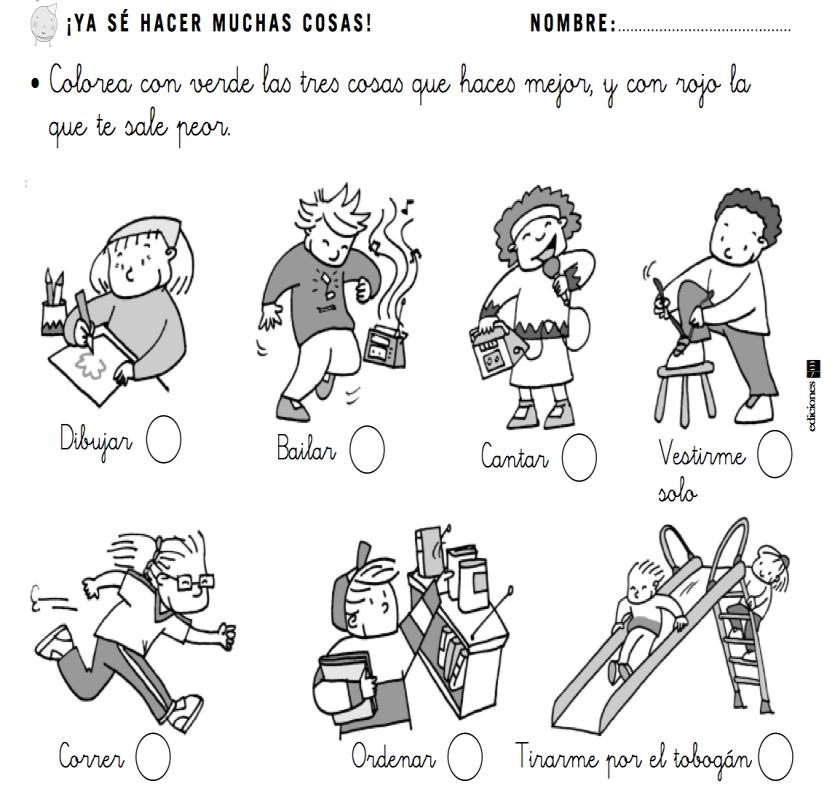 ¡YA SÉ HACER MUCHAS COSAS!
NOMBRE:........................................
• Colorea con verde las tres cosas que haces mejor, y con rojo la
que te sale peor.
Dibujar
Bailar
Cantar
Vestirme
solo
ediciones sm
Correr
Ordenar
Tirarme por el tobogán